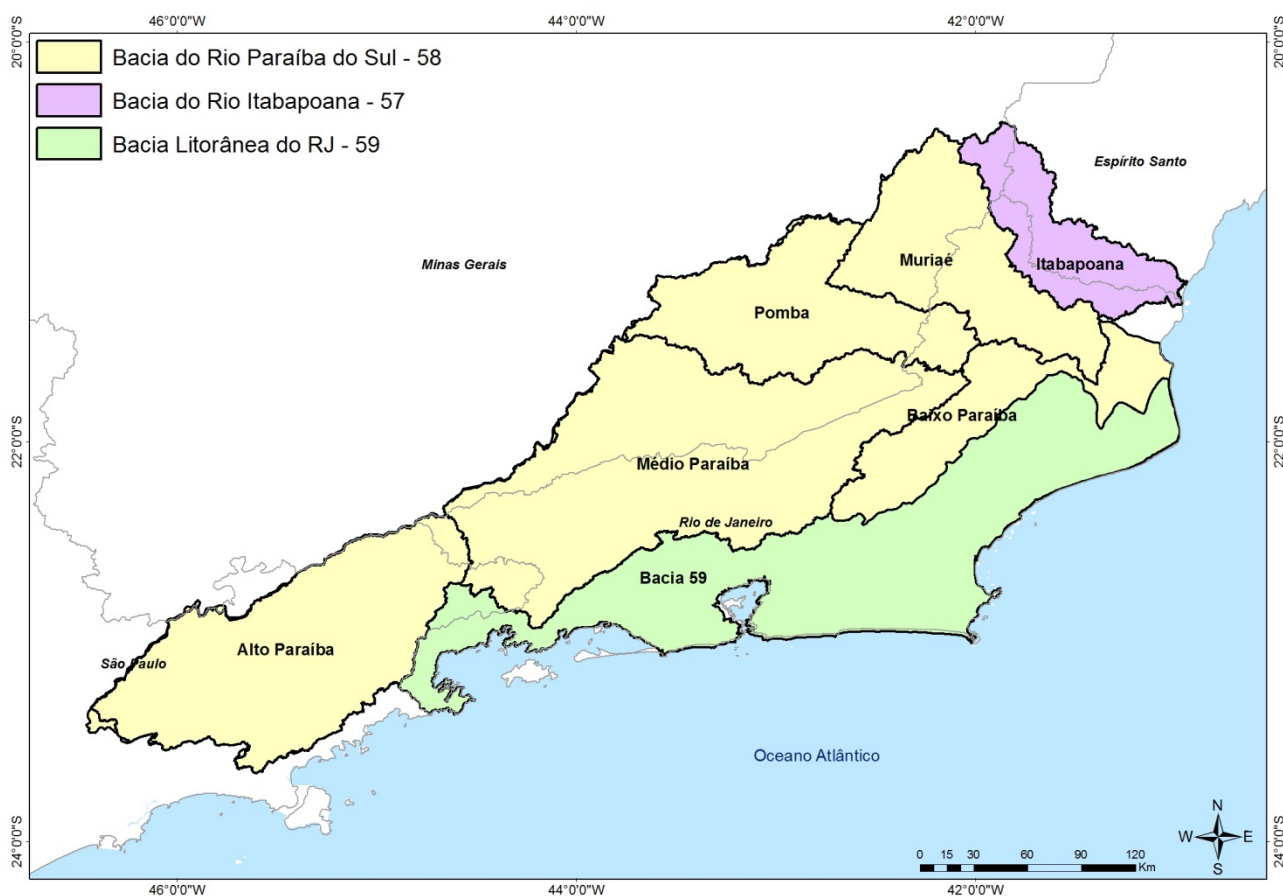 46°0'0"W
44°0'0"W
42°0'0"W
20°0'0"S
20°0'0"S
Bacia do Rio Paraíba do Sul - 58
Bacia do Rio Itabapoana - 57
Bacia Litorânea do RJ - 59
Espírito Santo
Minas Gerais
Muriaé
Itabapoana
Pomba
Baixo Paraíba
22°0'0"S
22°0'0"S
Médio Paraíba
Rio de Janeiro
Bacia 59
Alto Paraíba
São Paulo
Oceano Atlântico
N
W
E
S
24°0'0"S
24°0'0"S
0 15 30 60 90 120
Km
46°0'0"W
44°0'0"W
42°0'0"W